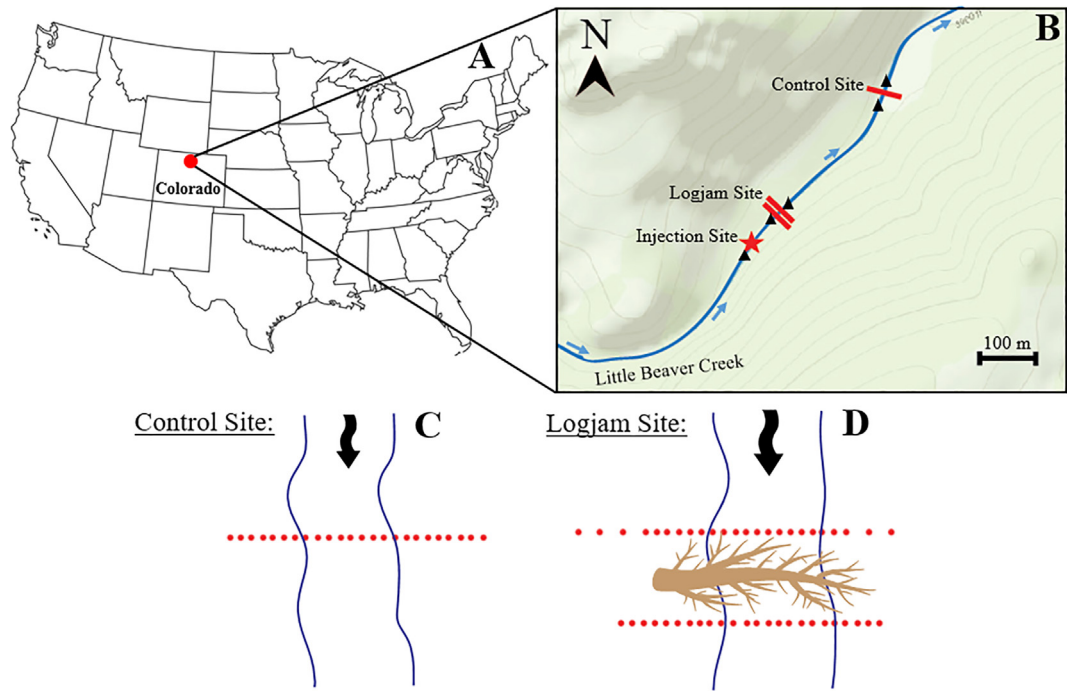 A
Colorado
B
N
Control Site
Logjam Site
Injection Site
100 m
Little Beaver Creek
Control Site:
C
Logjam Site:
D